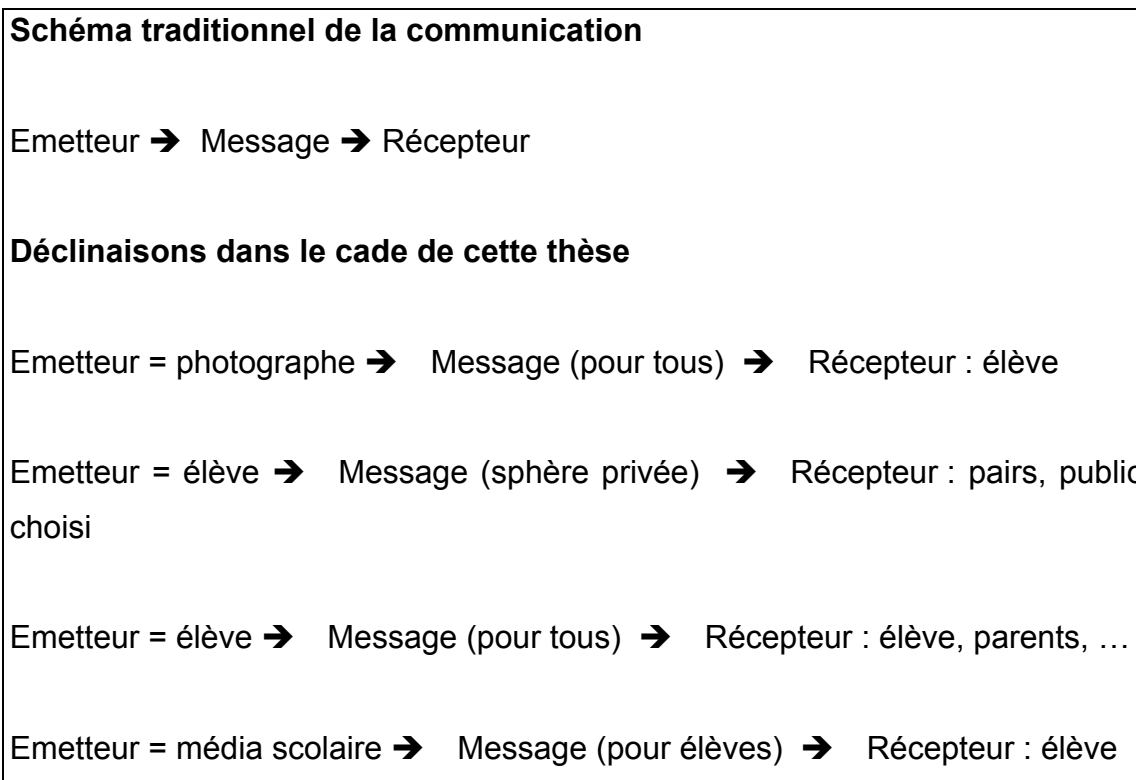 Schéma traditionnel de la communication
Emetteur ➔ Message ➔ Récepteur
Déclinaisons dans le cade de cette thèse
Emetteur = photographe ➔ Message (pour tous) ➔ Récepteur : élève
Emetteur = élève ➔ Message (sphère privée) ➔ Récepteur : pairs, public
choisi
Emetteur = élève ➔ Message (pour tous) ➔ Récepteur : élève, parents, …
Emetteur = média scolaire ➔ Message (pour élèves) ➔ Récepteur : élève